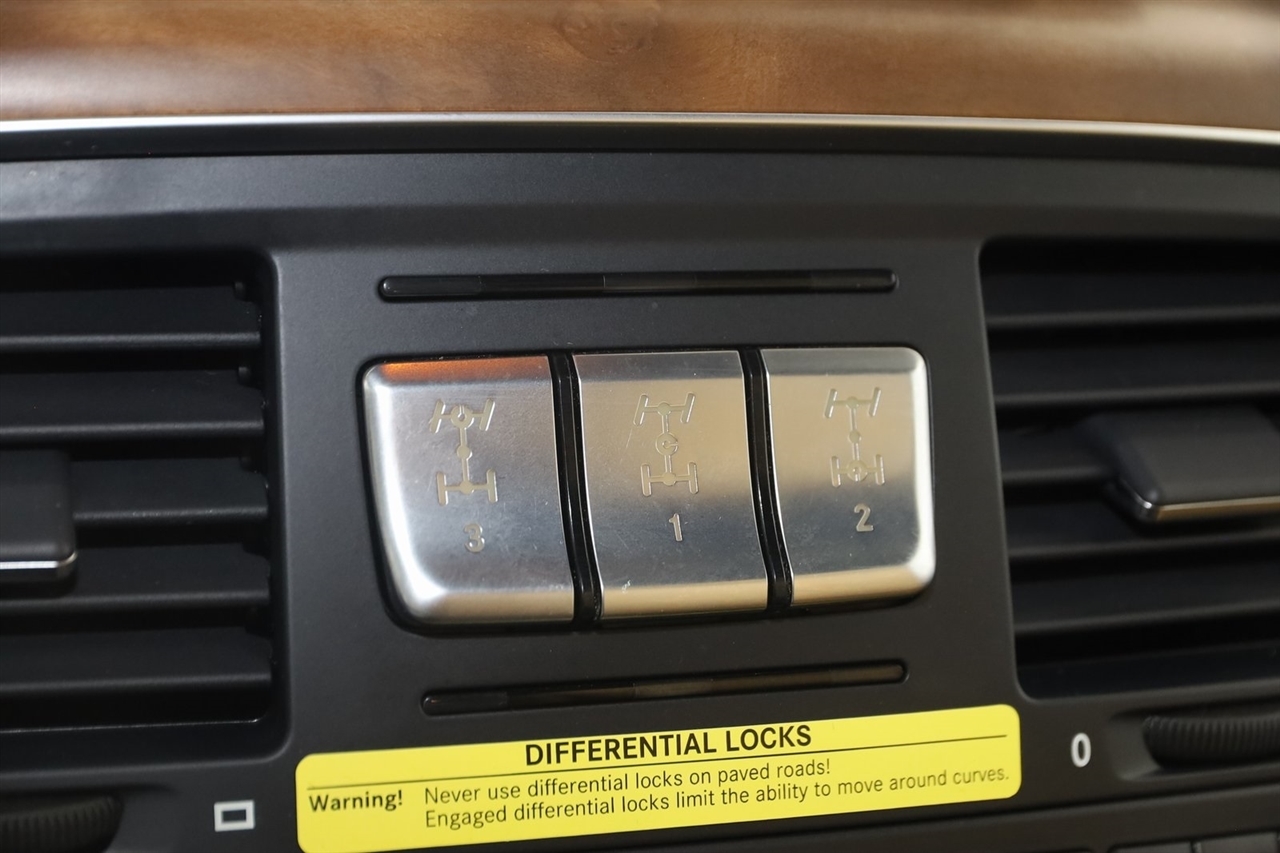 3 1 2
DIFFERENTIAL LOCKS
Warning! Never use differential locks on paved roads!
Engaged differential locks limit the ability to move around curves.
0